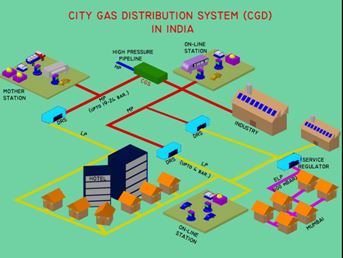 CITY GAS DISTRIBUTION SYSTEM (CGD)
IN INDIA
HIGH PRESSURE
PIPELINE
ON-LINE
STATION
HP
CGS
MOTHER
STATION
HP
(UPTO 19-26 BAR.)
MP
DRS
DRS
INDUSTRY
LP
DRS
(UPTO 4 BAR.)
LP
SERVICE
REGULATOR
HOTEL
ELP
MUMBAI
ON-LINE
STATION